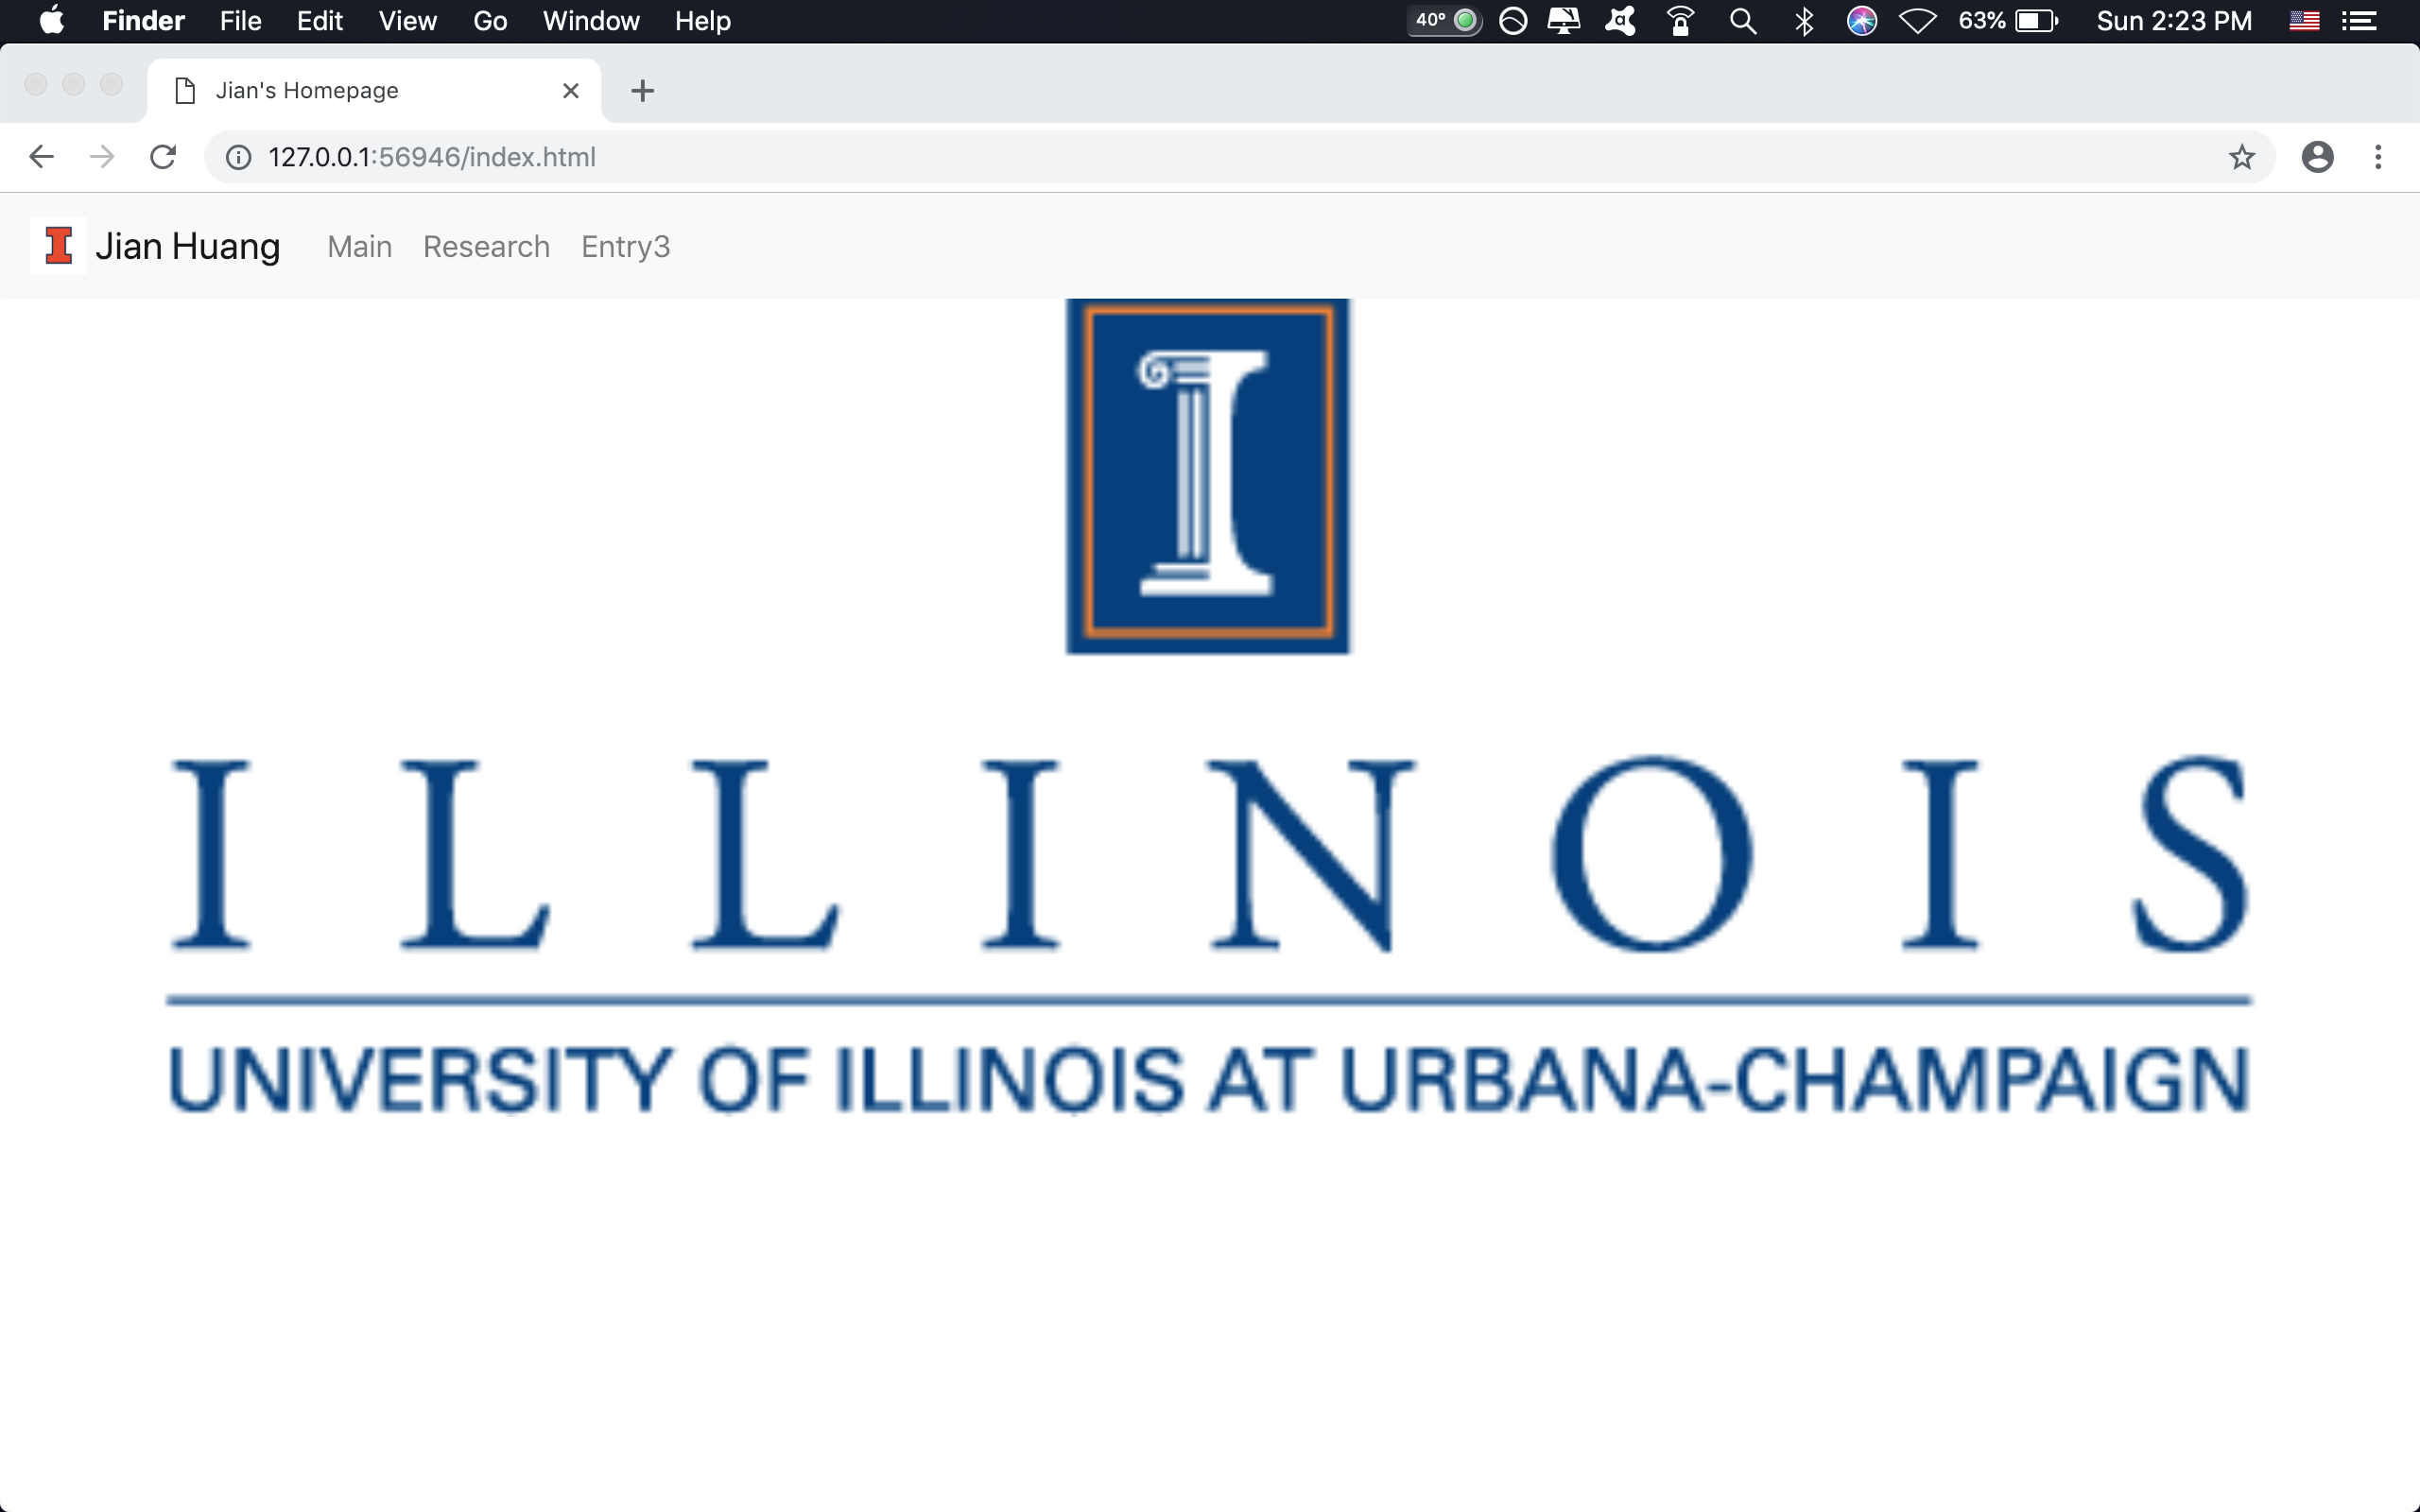 Finder File Edit View Go Window Help 40° 63% Sun 2:23 PM
Jian's Homepage
127.0.0.1:56946/index.html
I Jian Huang Main Research Entry3
I
ILLINOIS
UNIVERSITY OF ILLINOIS AT URBANA-CHAMPAIGN